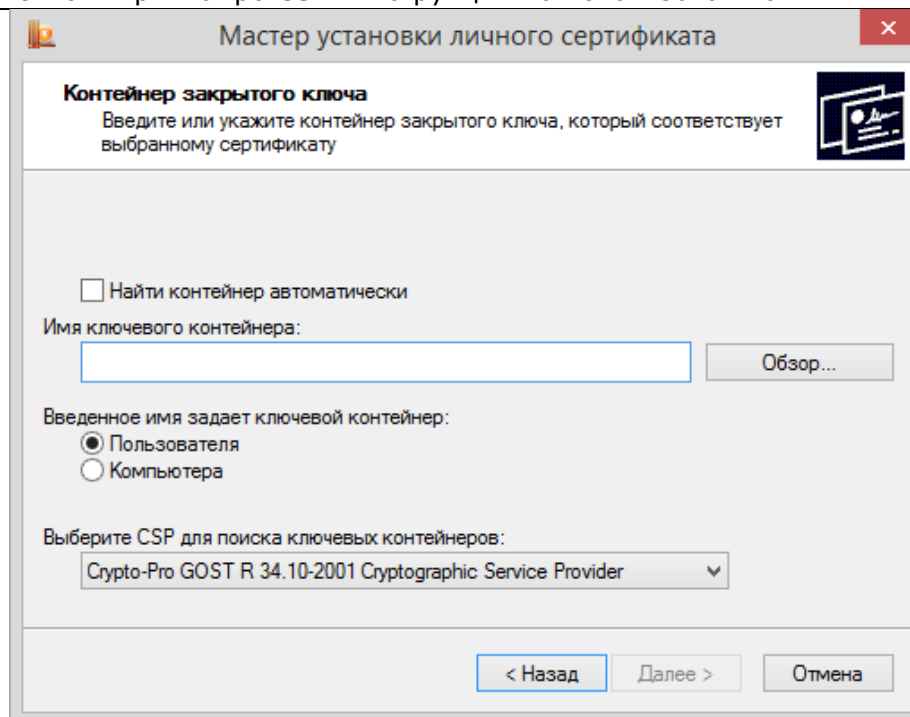 Мастер установки личного сертификата
Контейнер закрытого ключа
Введите или укажите контейнер закрытого ключа, который соответствует
выбранному сертификату
Найти контейнер автоматически
Имя ключевого контейнера:
Обзор...
Введенное имя задает ключевой контейнер:
Пользователя
Компьютера
Выберите CSP для поиска ключевых контейнеров:
Crypto-Pro GOST R 34.10-2001 Cryptographic Service Provider
< Назад Далее > Отмена